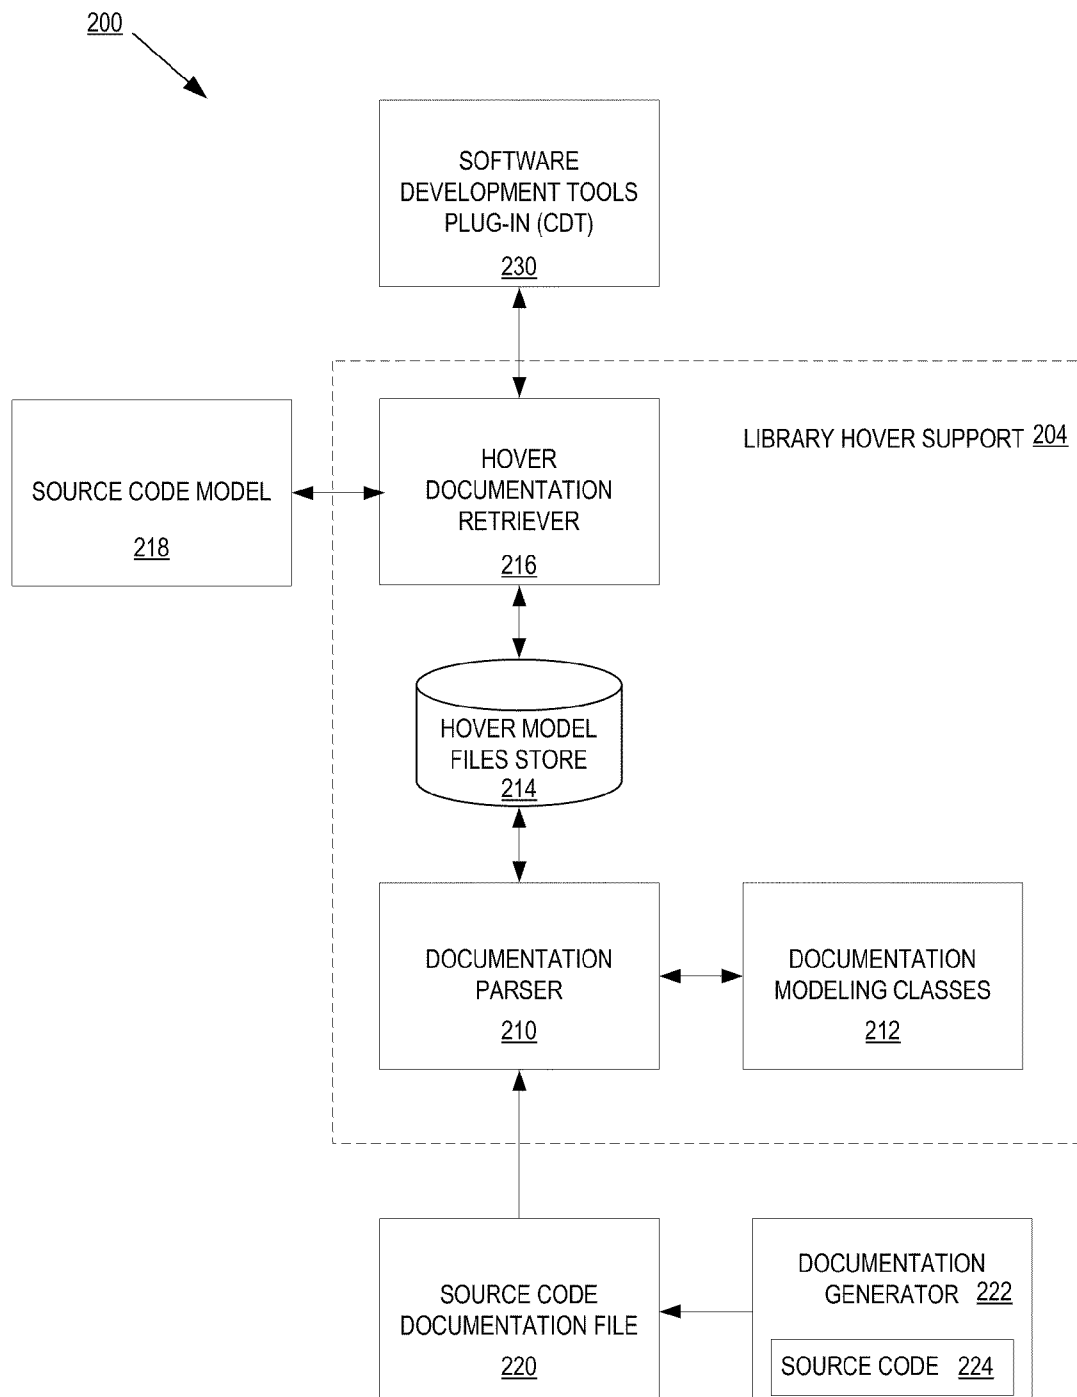 200
SOFTWARE
DEVELOPMENT TOOLS
PLUG-IN (CDT)
230
LIBRARY HOVER SUPPORT 204
SOURCE CODE MODEL
218
HOVER
DOCUMENTATION
RETRIEVER
216
HOVER MODEL
FILES STORE
214
DOCUMENTATION
PARSER
210
DOCUMENTATION
MODELING CLASSES
212
SOURCE CODE
DOCUMENTATION FILE
220
DOCUMENTATION
GENERATOR 222
SOURCE CODE 224